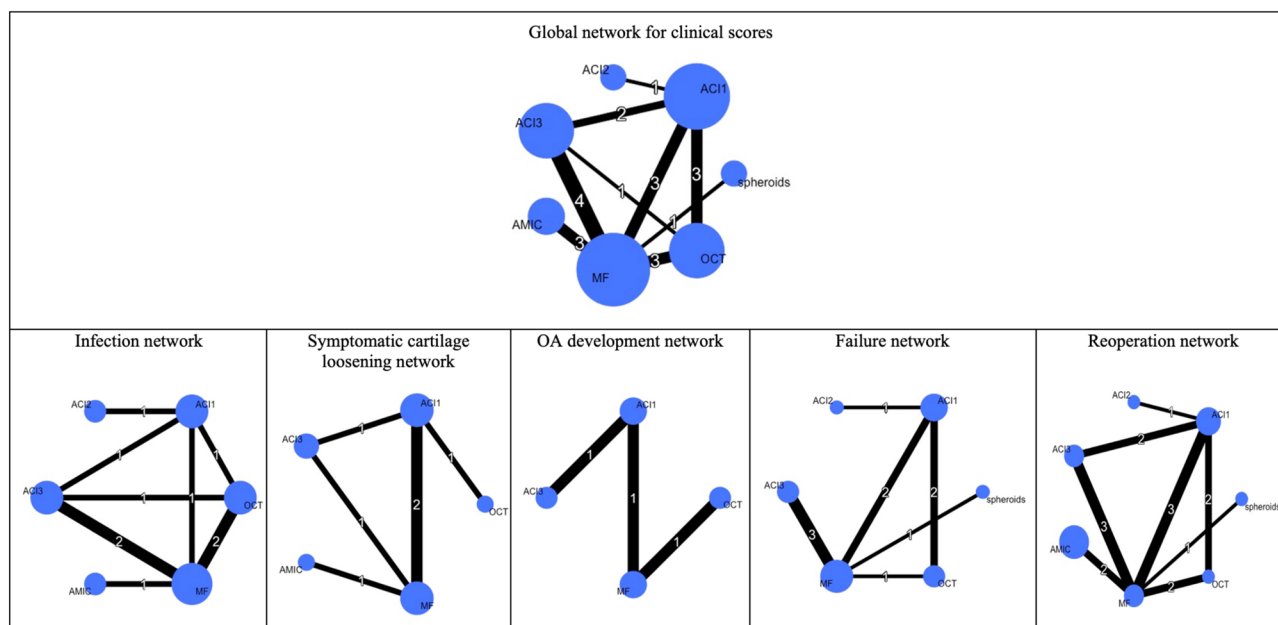 Global network for clinical scores
ACI2
1
ACI1
2
ACI3
3
3
1
spheroids
4
1
AMIC
3
3
OCT
MF
Infection network
ACI2
1
ACI1
1
1
ACI3
1
1
OCT
2
2
AMIC
1
MF
Symptomatic cartilage
loosening network
ACI1
1
ACI3
1
2
OCT
1
AMIC
1
MF
OA development network
ACI1
1
ACI3
1
OCT
1
MF
Failure network
ACI2
1
ACI1
2
2
ACI3
spheroids
3
1
MF
1
OCT
Reoperation network
ACI2
1
ACI1
2
ACI3
3
2
spheroids
3
1
AMIC
2
2
OCT
MF